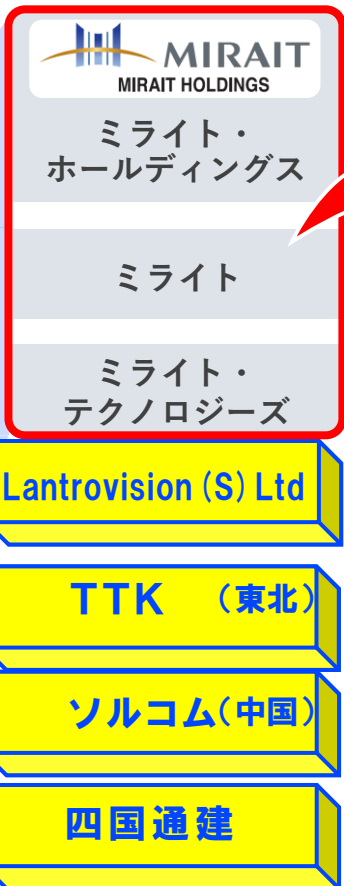 MIRAIT
MIRAIT HOLDINGS
ミライト・
ホールディングス
ミライト
ミライト・
テクノロジーズ
Lantrovision(S)Ltd
TTK （東北）
ソルコム（中国）
四国通建